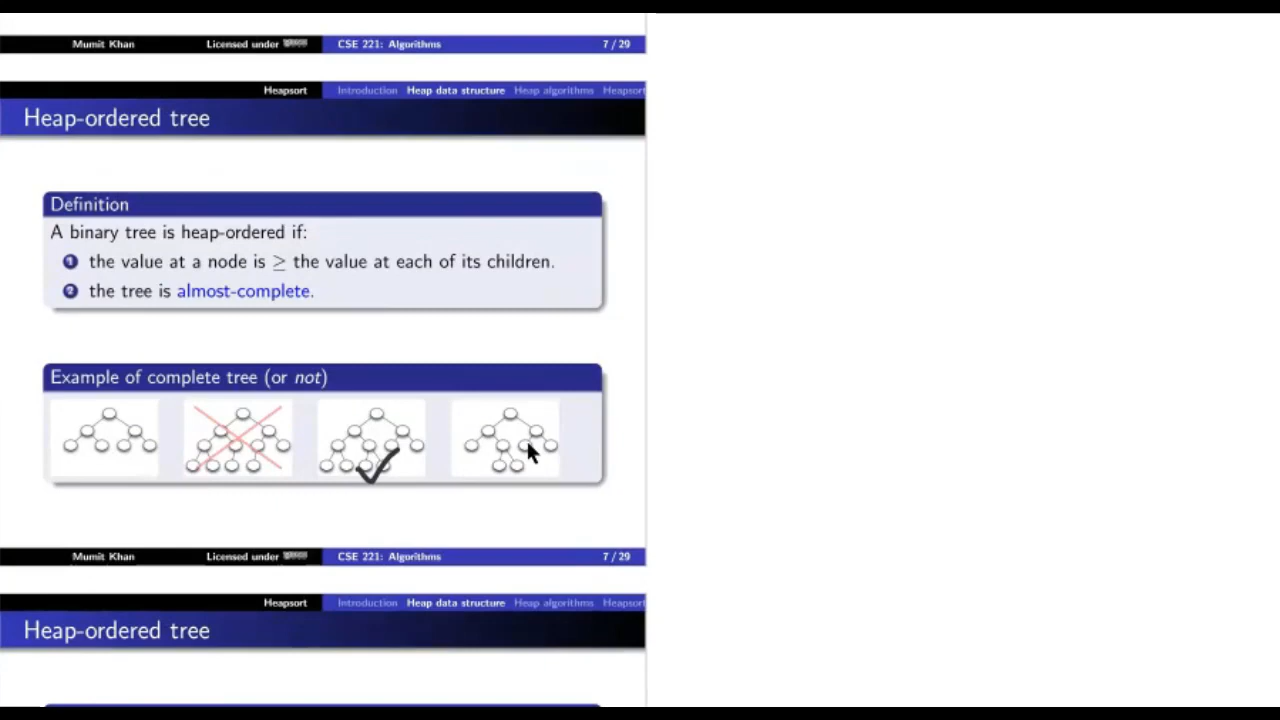 Mumit Khan Licensed under CSE 221: Algorithms 7 / 29
Heapsort Introduction Heap data structure Heap algorithms Heapsort
Heap-ordered tree
Definition
A binary tree is heap-ordered if:
1 the value at a node is ≥ the value at each of its children.
2 the tree is almost-complete.
Example of complete tree (or not)
Mumit Khan Licensed under CSE 221: Algorithms 7 / 29
Heapsort Introduction Heap data structure Heap algorithms Heapsort
Heap-ordered tree